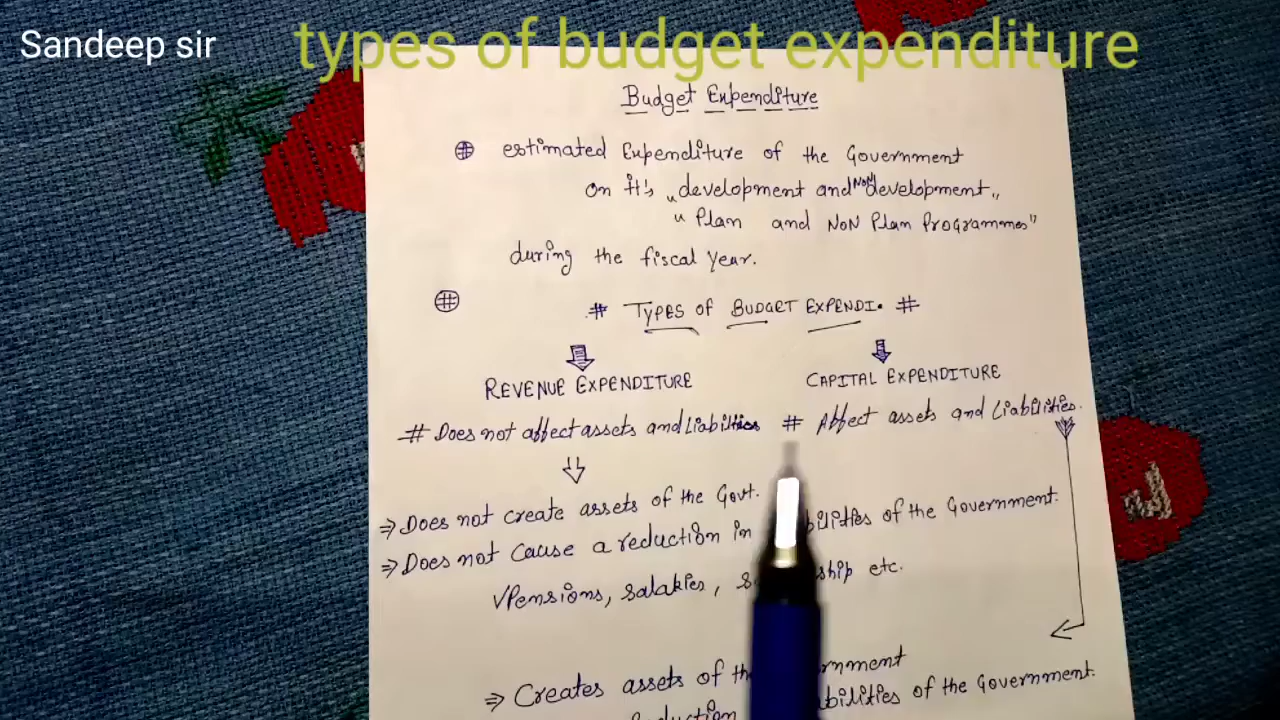 Sandeep sir
types of budget expenditure
Budget Expenditure
estimated Expenditure of the Government
on it's „development and NON development„
" Plan and NON Plan Programmes"
during the fiscal year.
# TYPES of BUDGET EXPENDI. #
REVENUE EXPENDITURE CAPITAL EXPENDITURE
# Does not affect assets and Liabilities # Affect assets and Liabilities.
⇒ Does not create assets of the Govt.
⇒ Does not cause a reduction in of the Government.
√Pensions, salaries, etc.
⇒ Creates assets of
of the Government.